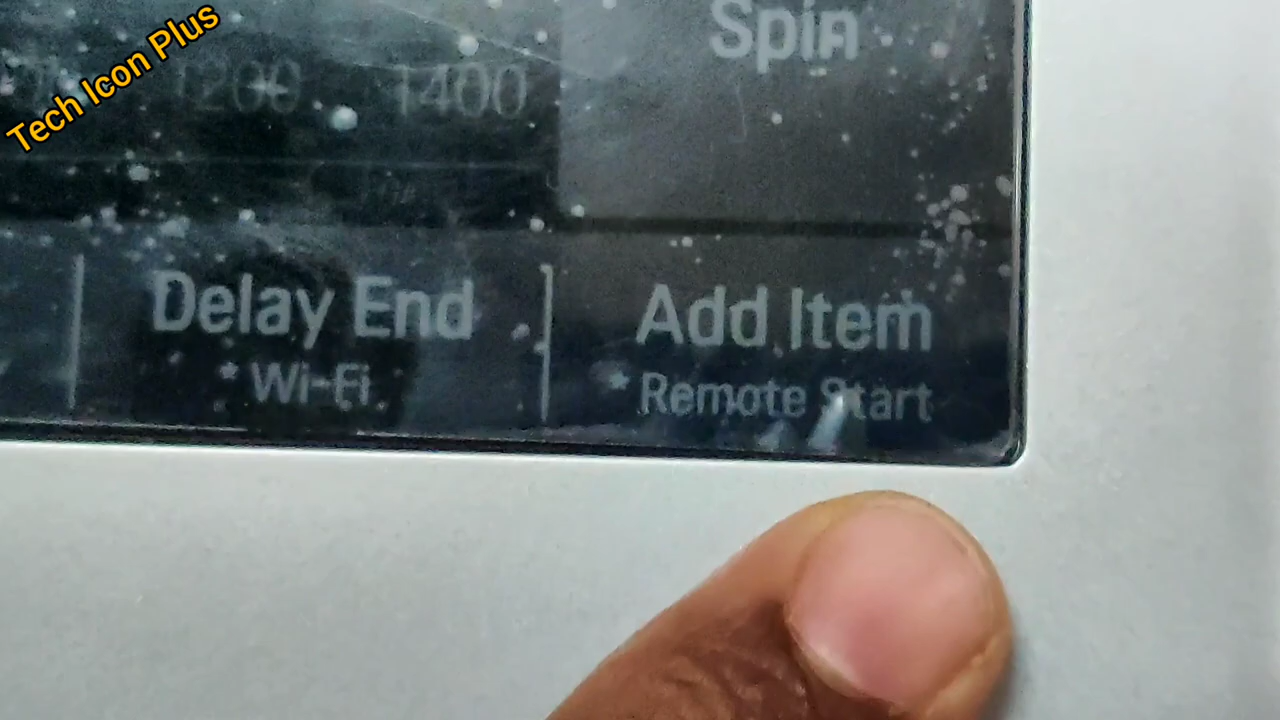 Tech Icon Plus
Spin
1200 1400
Delay End
* Wi-Fi
Add Item
* Remote Start